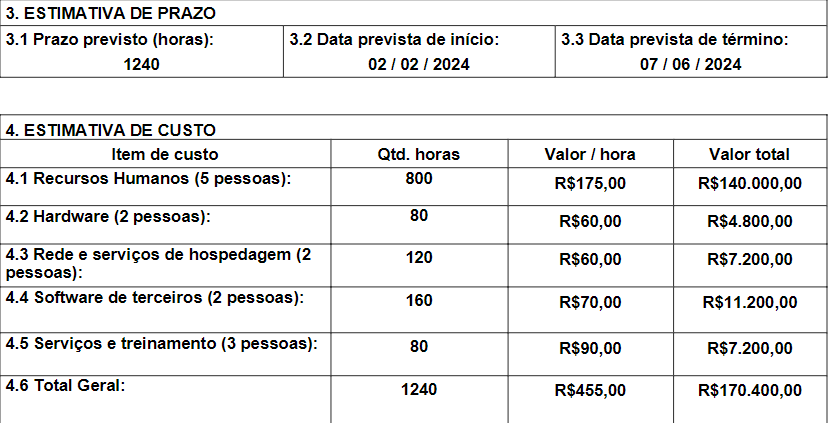 3. ESTIMATIVA DE PRAZO
3.1 Prazo previsto (horas): 3.2 Data prevista de início: 3.3 Data prevista de término:
1240 02 / 02 / 2024 07 / 06 / 2024
4. ESTIMATIVA DE CUSTO
Item de custo Qtd. horas Valor / hora Valor total
4.1 Recursos Humanos (5 pessoas): 800 R$175,00 R$140.000,00
4.2 Hardware (2 pessoas): 80 R$60,00 R$4.800,00
4.3 Rede e serviços de hospedagem (2 pessoas): 120 R$60,00 R$7.200,00
4.4 Software de terceiros (2 pessoas): 160 R$70,00 R$11.200,00
4.5 Serviços e treinamento (3 pessoas): 80 R$90,00 R$7.200,00
4.6 Total Geral: 1240 R$455,00 R$170.400,00